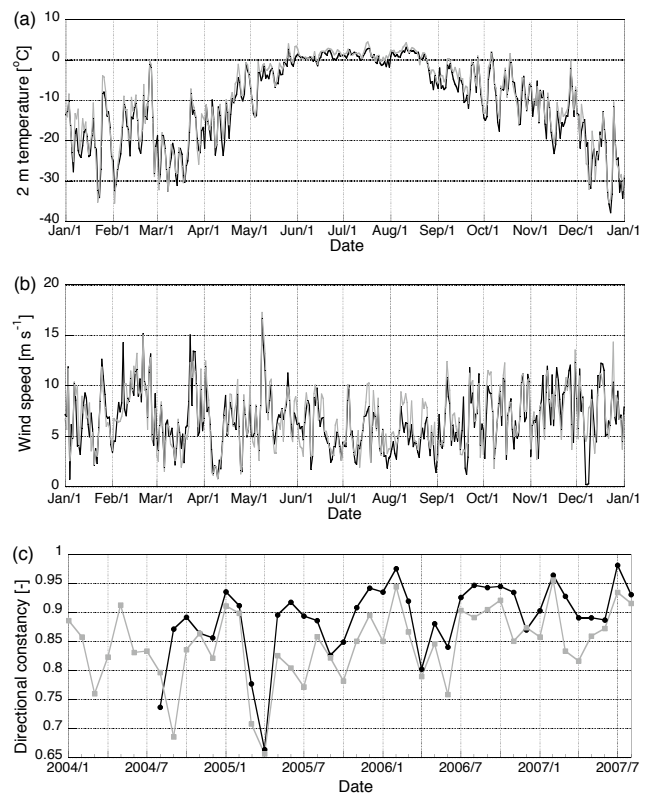 (a)
2 m temperature [°C]
10
0
-10
-20
-30
-40
Jan/1 Feb/1 Mar/1 Apr/1 May/1 Jun/1 Jul/1 Aug/1 Sep/1 Oct/1 Nov/1 Dec/1 Jan/1
Date
(b)
Wind speed [m s⁻¹]
20
15
10
5
0
Jan/1 Feb/1 Mar/1 Apr/1 May/1 Jun/1 Jul/1 Aug/1 Sep/1 Oct/1 Nov/1 Dec/1 Jan/1
Date
(c)
Directional constancy [-]
1
0.95
0.9
0.85
0.8
0.75
0.7
0.65
2004/1 2004/7 2005/1 2005/7 2006/1 2006/7 2007/1 2007/7
Date